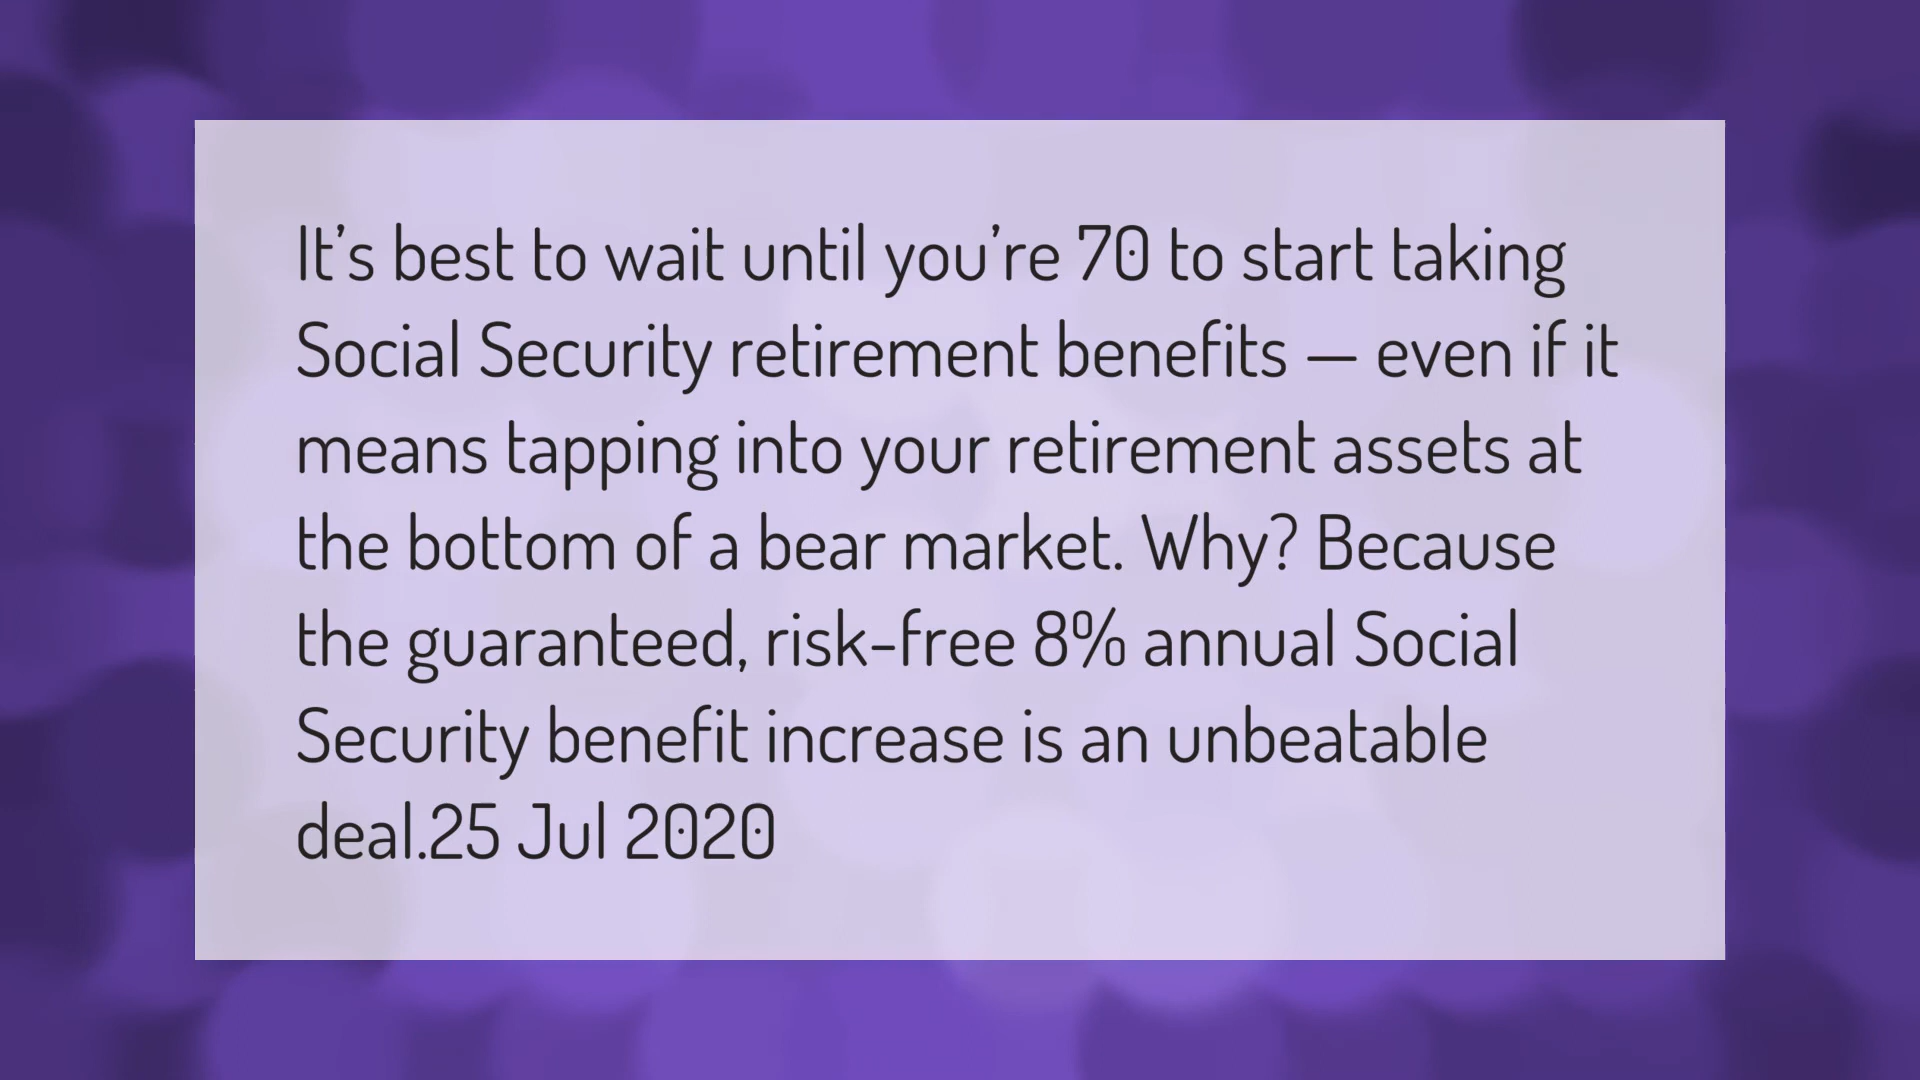 It’s best to wait until you’re 70 to start taking
Social Security retirement benefits — even if it
means tapping into your retirement assets at
the bottom of a bear market. Why? Because
the guaranteed, risk-free 8% annual Social
Security benefit increase is an unbeatable
deal.25 Jul 2020